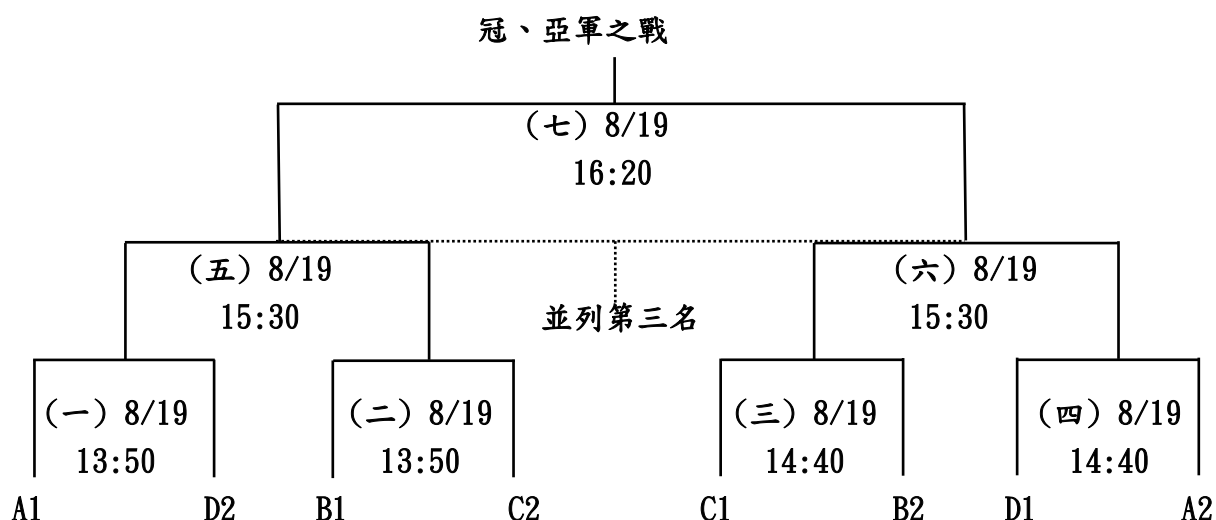 冠、亞軍之戰
（七）8/19
16:20
（五）8/19
15:30
（六）8/19
15:30
並列第三名
（一）8/19
13:50
（二）8/19
13:50
（三）8/19
14:40
（四）8/19
14:40
A1 D2 B1 C2 C1 B2 D1 A2